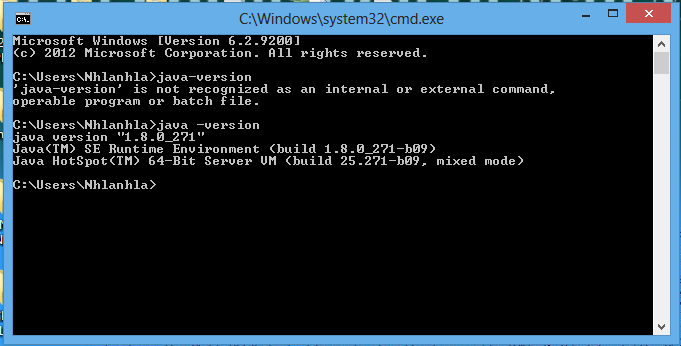 C:\Windows\system32\cmd.exe
Microsoft Windows [Version 6.2.9200]
(c) 2012 Microsoft Corporation. All rights reserved.
C:\Users\Nhlanhla>java-version
'java-version' is not recognized as an internal or external command,
operable program or batch file.
C:\Users\Nhlanhla>java -version
java version "1.8.0_271"
Java(TM) SE Runtime Environment (build 1.8.0_271-b09)
Java HotSpot(TM) 64-Bit Server VM (build 25.271-b09, mixed mode)
C:\Users\Nhlanhla>